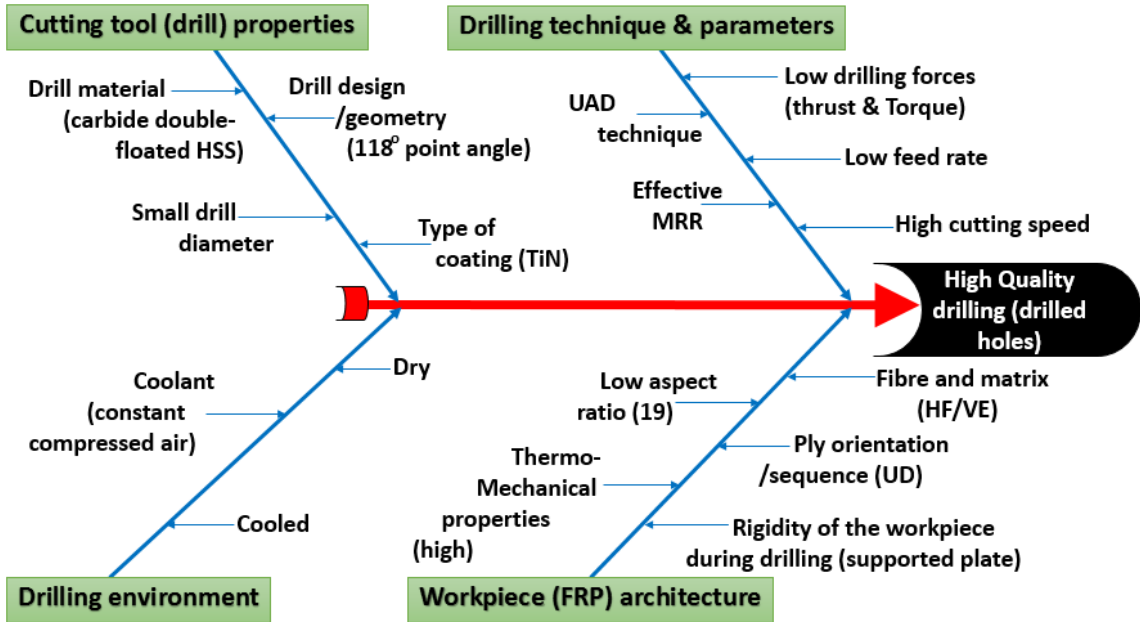 Cutting tool (drill) properties
Drilling technique & parameters
Drill material
(carbide double-
floated HSS)
Drill design
/geometry
(118° point angle)
Small drill
diameter
Type of
coating (TiN)
Low drilling forces
(thrust & Torque)
UAD
technique
Low feed rate
Effective
MRR
High cutting speed
High Quality
drilling (drilled
holes)
Dry
Coolant
(constant
compressed air)
Cooled
Fibre and matrix
(HF/VE)
Low aspect
ratio (19)
Ply orientation
/sequence (UD)
Thermo-
Mechanical
properties
(high)
Rigidity of the workpiece
during drilling (supported plate)
Drilling environment
Workpiece (FRP) architecture